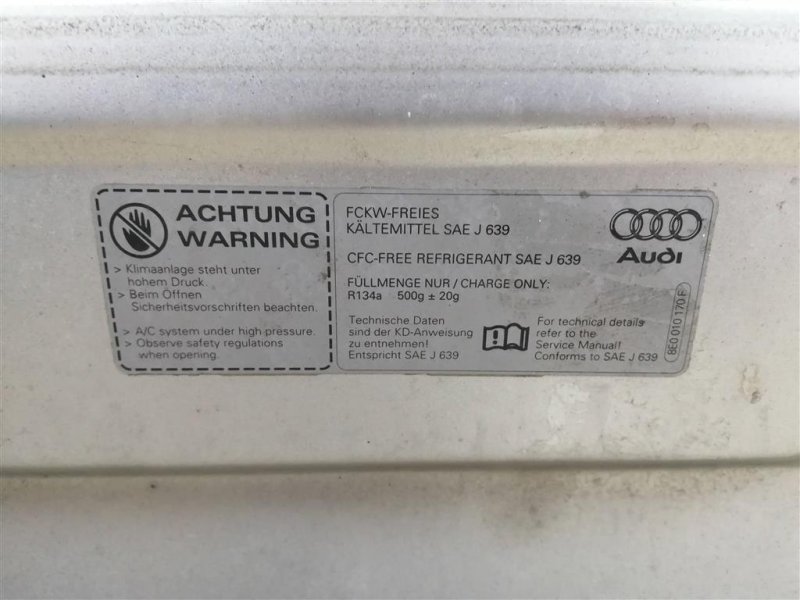 ACHTUNG
WARNING
> Klimaanlage steht unter
hohem Druck.
> Beim Öffnen
Sicherheitsvorschriften beachten.
> A/C system under high pressure.
> Observe safety regulations
when opening.
FCKW-FREIES
KÄLTEMITTEL SAE J 639
CFC-FREE REFRIGERANT SAE J 639
FÜLLMENGE NUR / CHARGE ONLY:
R134a 500g ± 20g
Technische Daten
sind der KD-Anweisung
zu entnehmen!
Entspricht SAE J 639
For technical details
refer to the
Service Manual!
Conforms to SAE J 639
Audi
8E0 010 170 F